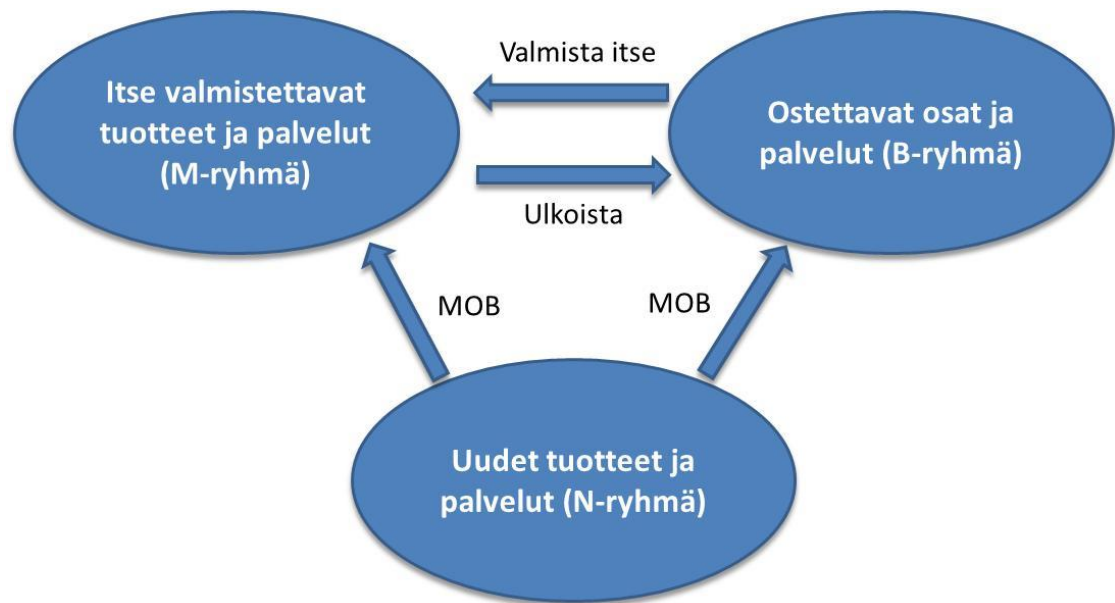 Valmista itse
Itse valmistettavat
tuotteet ja palvelut
(M-ryhmä)
Ostettavat osat ja
palvelut (B-ryhmä)
Ulkoista
MOB
MOB
Uudet tuotteet ja
palvelut (N-ryhmä)